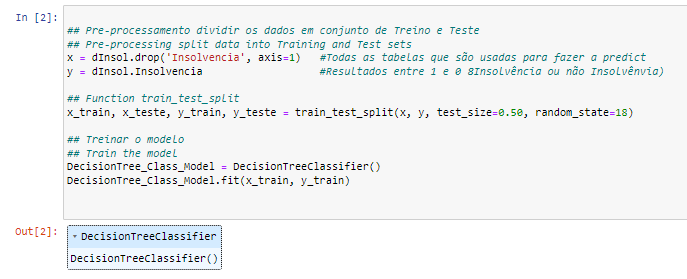 In [2]:
## Pre-processamento dividir os dados em conjunto de Treino e Teste
## Pre-processing split data into Training and Test sets
x = dInsol.drop('Insolvencia', axis=1)   #Todas as tabelas que são usadas para fazer a predict
y = dInsol.Insolvencia                   #Resultados entre 1 e 0 8Insolvência ou não Insolvênvia)
## Function train_test_split
x_train, x_teste, y_train, y_teste = train_test_split(x, y, test_size=0.50, random_state=18)
## Treinar o modelo
## Train the model
DecisionTree_Class_Model = DecisionTreeClassifier()
DecisionTree_Class_Model.fit(x_train, y_train)
Out[2]:
▾ DecisionTreeClassifier
DecisionTreeClassifier()